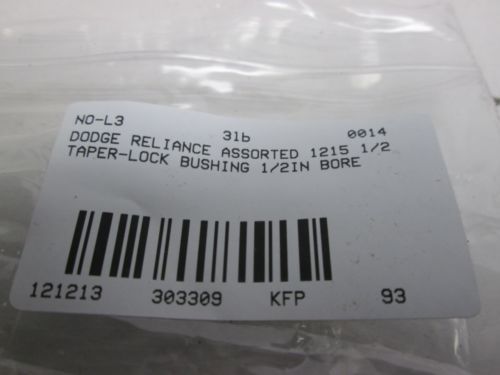 NO-L3 31b 0014
DODGE RELIANCE ASSORTED 1215 1/2
TAPER-LOCK BUSHING 1/2IN BORE
121213 303309 KFP 93